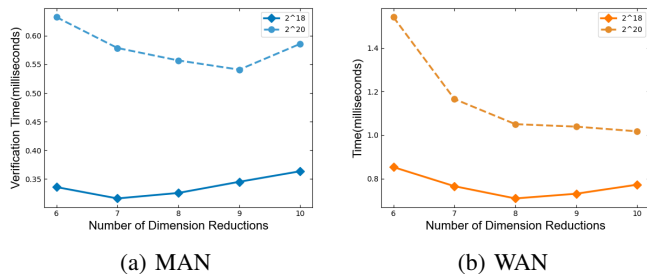 2^18
2^20
0.60
0.55
0.50
0.45
0.40
0.35
Verification Time(milliseconds)
6 7 8 9 10
Number of Dimension Reductions
(a) MAN
2^18
2^20
1.4
1.2
1.0
0.8
Time(milliseconds)
6 7 8 9 10
Number of Dimension Reductions
(b) WAN